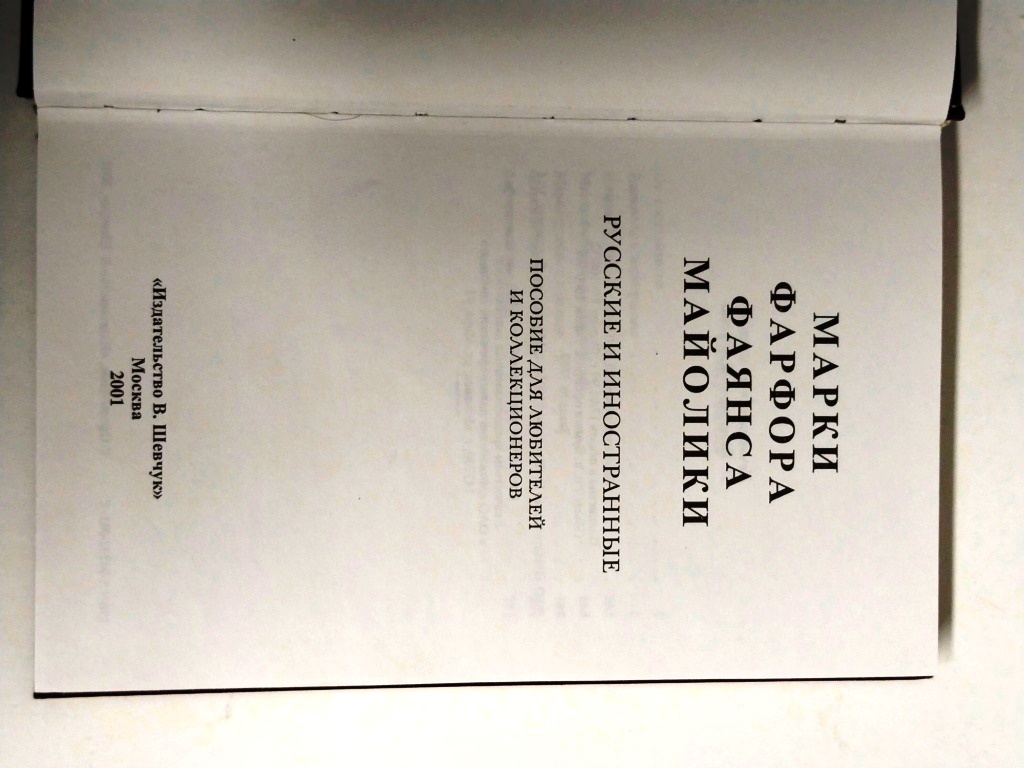 МАРКИ
ФАРФОРА
ФАЯНСА
МАЙОЛИКИ
РУССКИЕ И ИНОСТРАННЫЕ
ПОСОБИЕ ДЛЯ ЛЮБИТЕЛЕЙ
И КОЛЛЕКЦИОНЕРОВ
«Издательство В. Шевчук»
Москва
2001